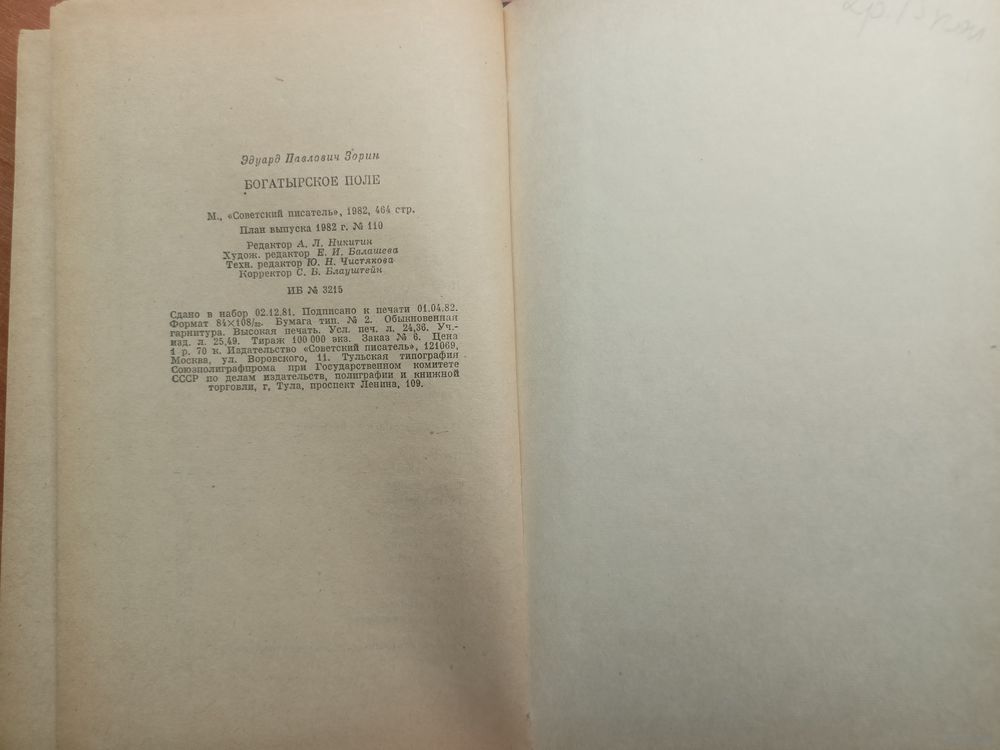 Эдуард Павлович Зорин
БОГАТЫРСКОЕ ПОЛЕ
М., «Советский писатель», 1982, 464 стр.
План выпуска 1982 г. № 110
Редактор А. Л. Никитин
Худож. редактор Е. И. Балашева
Техн. редактор Ю. Н. Чистякова
Корректор С. Б. Блауштейн
ИБ № 3215
Сдано в набор 02.12.81. Подписано к печати 01.04.82.
Формат 84×108/32. Бумага тип. № 2. Обыкновенная
гарнитура. Высокая печать. Усл. печ. л. 24,36. Уч.-
изд. л. 25,49. Тираж 100 000 экз. Заказ № 6. Цена
1 р. 70 к. Издательство «Советский писатель», 121069,
Москва, ул. Воровского, 11. Тульская типография
Союзполиграфпрома при Государственном комитете
СССР по делам издательств, полиграфии и книжной
торговли, г. Тула, проспект Ленина, 109.